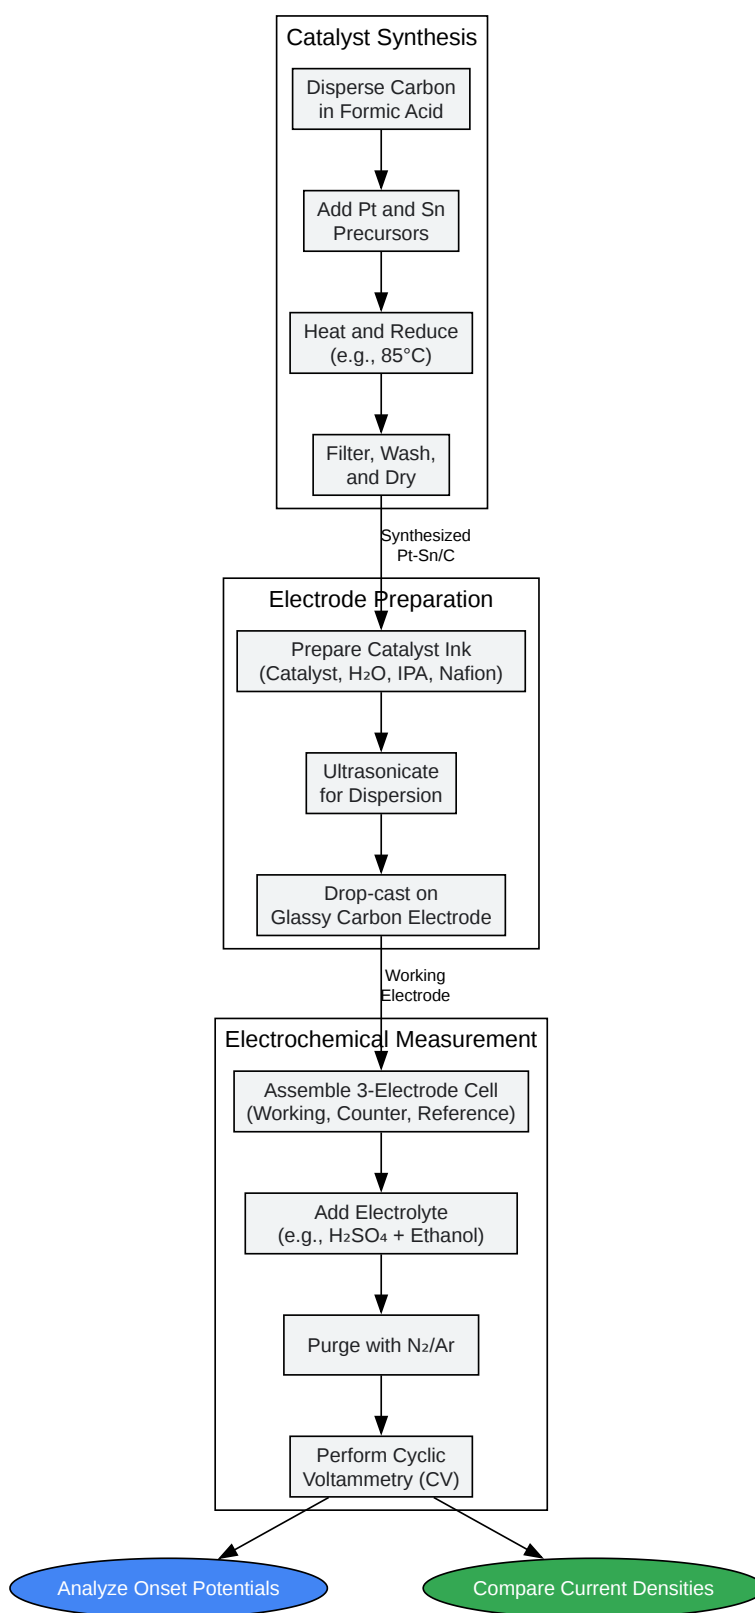 Catalyst Synthesis
Disperse Carbon
in Formic Acid
Add Pt and Sn
Precursors
Heat and Reduce
(e.g., 85°C)
Filter, Wash,
and Dry
Synthesized
Pt-Sn/C
Electrode Preparation
Prepare Catalyst Ink
(Catalyst, H₂O, IPA, Nafion)
Ultrasonicate
for Dispersion
Drop-cast on
Glassy Carbon Electrode
Working
Electrode
Electrochemical Measurement
Assemble 3-Electrode Cell
(Working, Counter, Reference)
Add Electrolyte
(e.g., H₂SO₄ + Ethanol)
Purge with N₂/Ar
Perform Cyclic
Voltammetry (CV)
Analyze Onset Potentials
Compare Current Densities